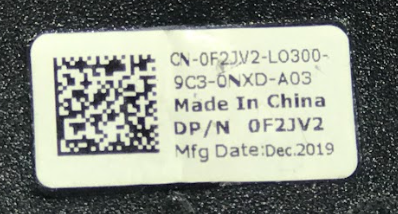 CN-0F2JV2-LO300-
9C3-0NXD-A03
Made In China
DP/N 0F2JV2
Mfg Date:Dec.2019